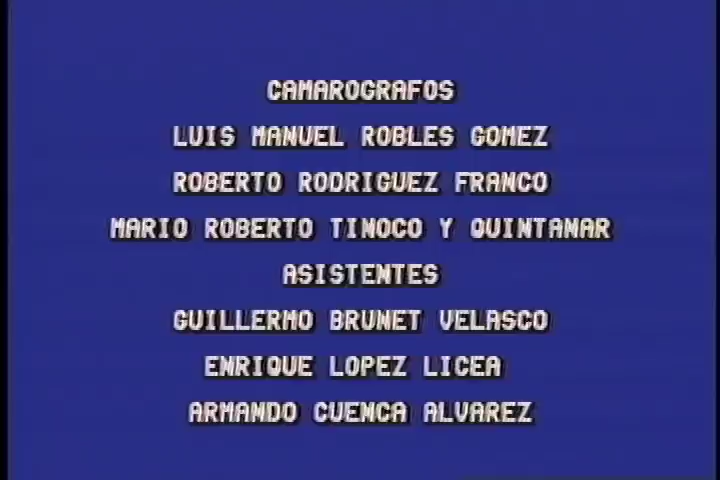 CAMAROGRAFOS
LUIS MANUEL ROBLES GOMEZ
ROBERTO RODRIGUEZ FRANCO
MARIO ROBERTO TINOCO Y QUINTANAR
ASISTENTES
GUILLERMO BRUNET VELASCO
ENRIQUE LOPEZ LICEA
ARMANDO CUENCA ALVAREZ